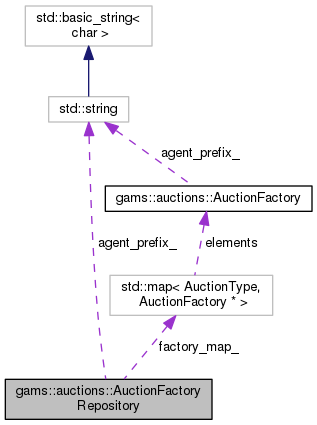 std::basic_string<
char >
std::string
agent_prefix_
gams::auctions::AuctionFactory
agent_prefix_
elements
std::map< AuctionType,
AuctionFactory * >
factory_map_
gams::auctions::AuctionFactory
Repository